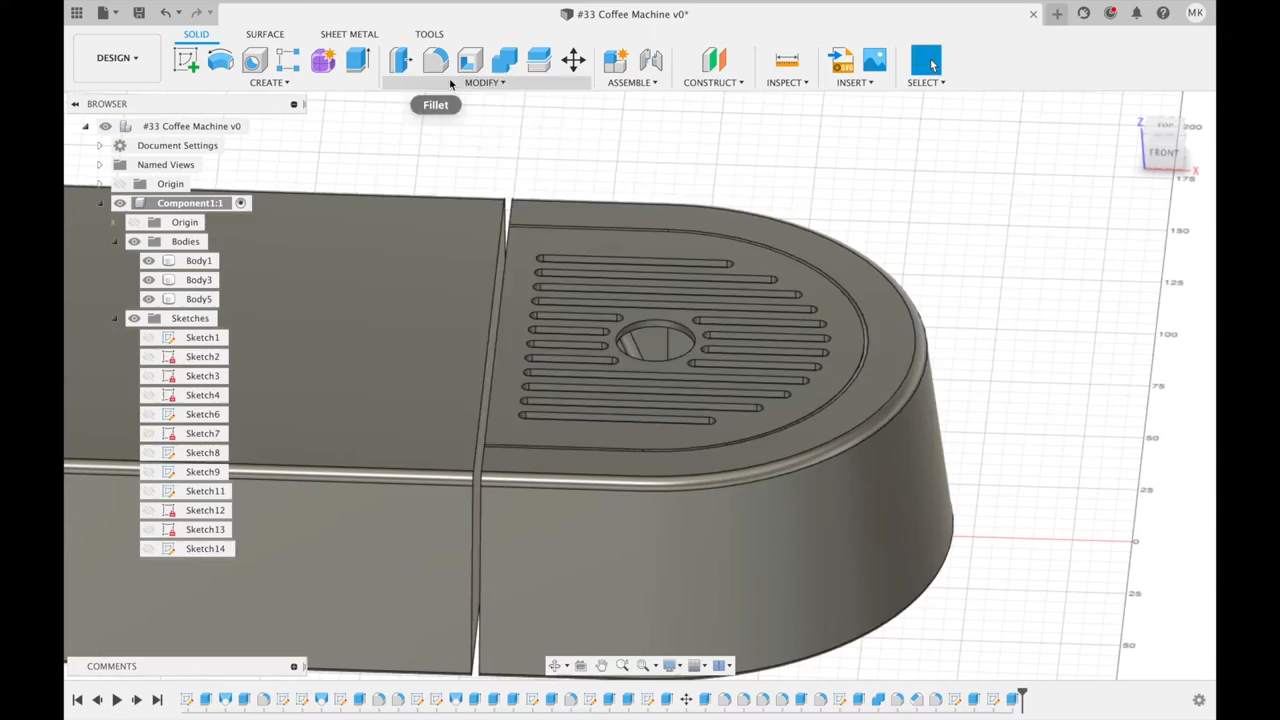 #33 Coffee Machine v0*
MK
SOLID
SURFACE
SHEET METAL
TOOLS
DESIGN
CREATE
MODIFY
ASSEMBLE
CONSTRUCT
INSPECT
INSERT
SELECT
Fillet
BROWSER
#33 Coffee Machine v0
Document Settings
Named Views
Origin
Component1:1
Origin
Bodies
Body1
Body3
Body5
Sketches
Sketch1
Sketch2
Sketch3
Sketch4
Sketch6
Sketch7
Sketch8
Sketch9
Sketch11
Sketch12
Sketch13
Sketch14
Z
TOP
FRONT
X
200
175
150
125
100
75
50
25
0
25
50
COMMENTS